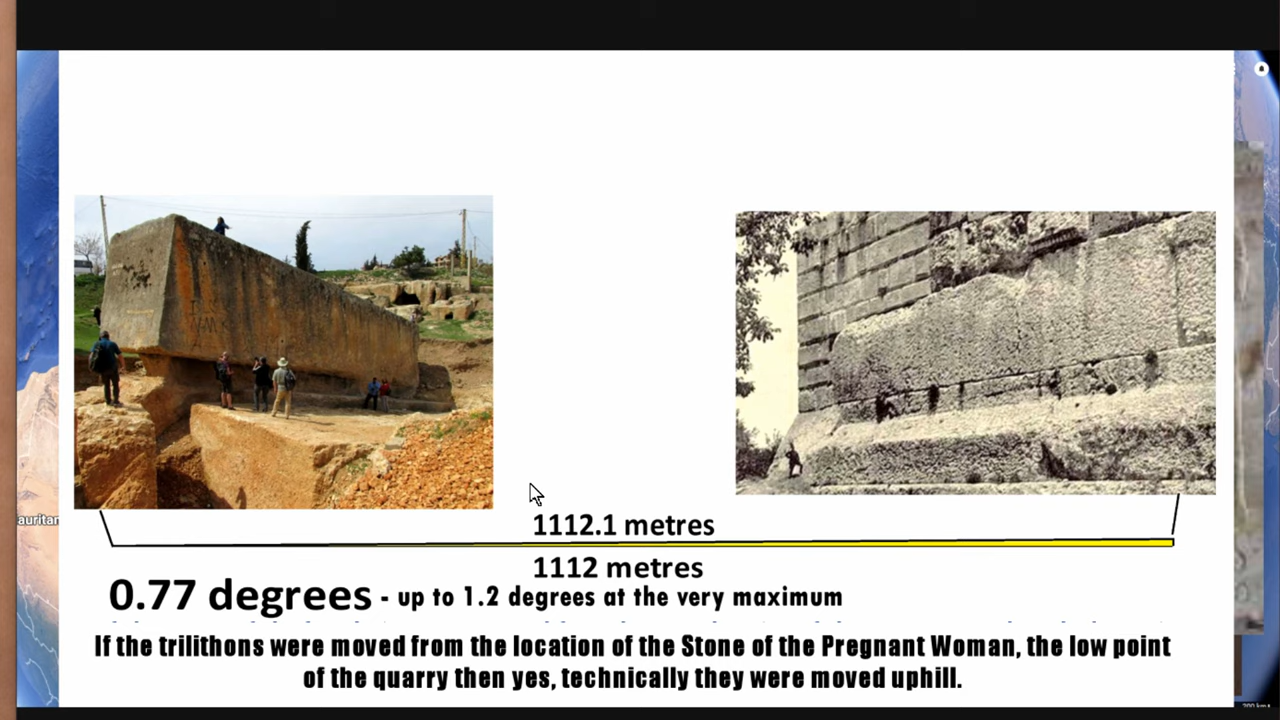 auritan
1112.1 metres
1112 metres
0.77 degrees - up to 1.2 degrees at the very maximum
If the trilithons were moved from the location of the Stone of the Pregnant Woman, the low point
of the quarry then yes, technically they were moved uphill.